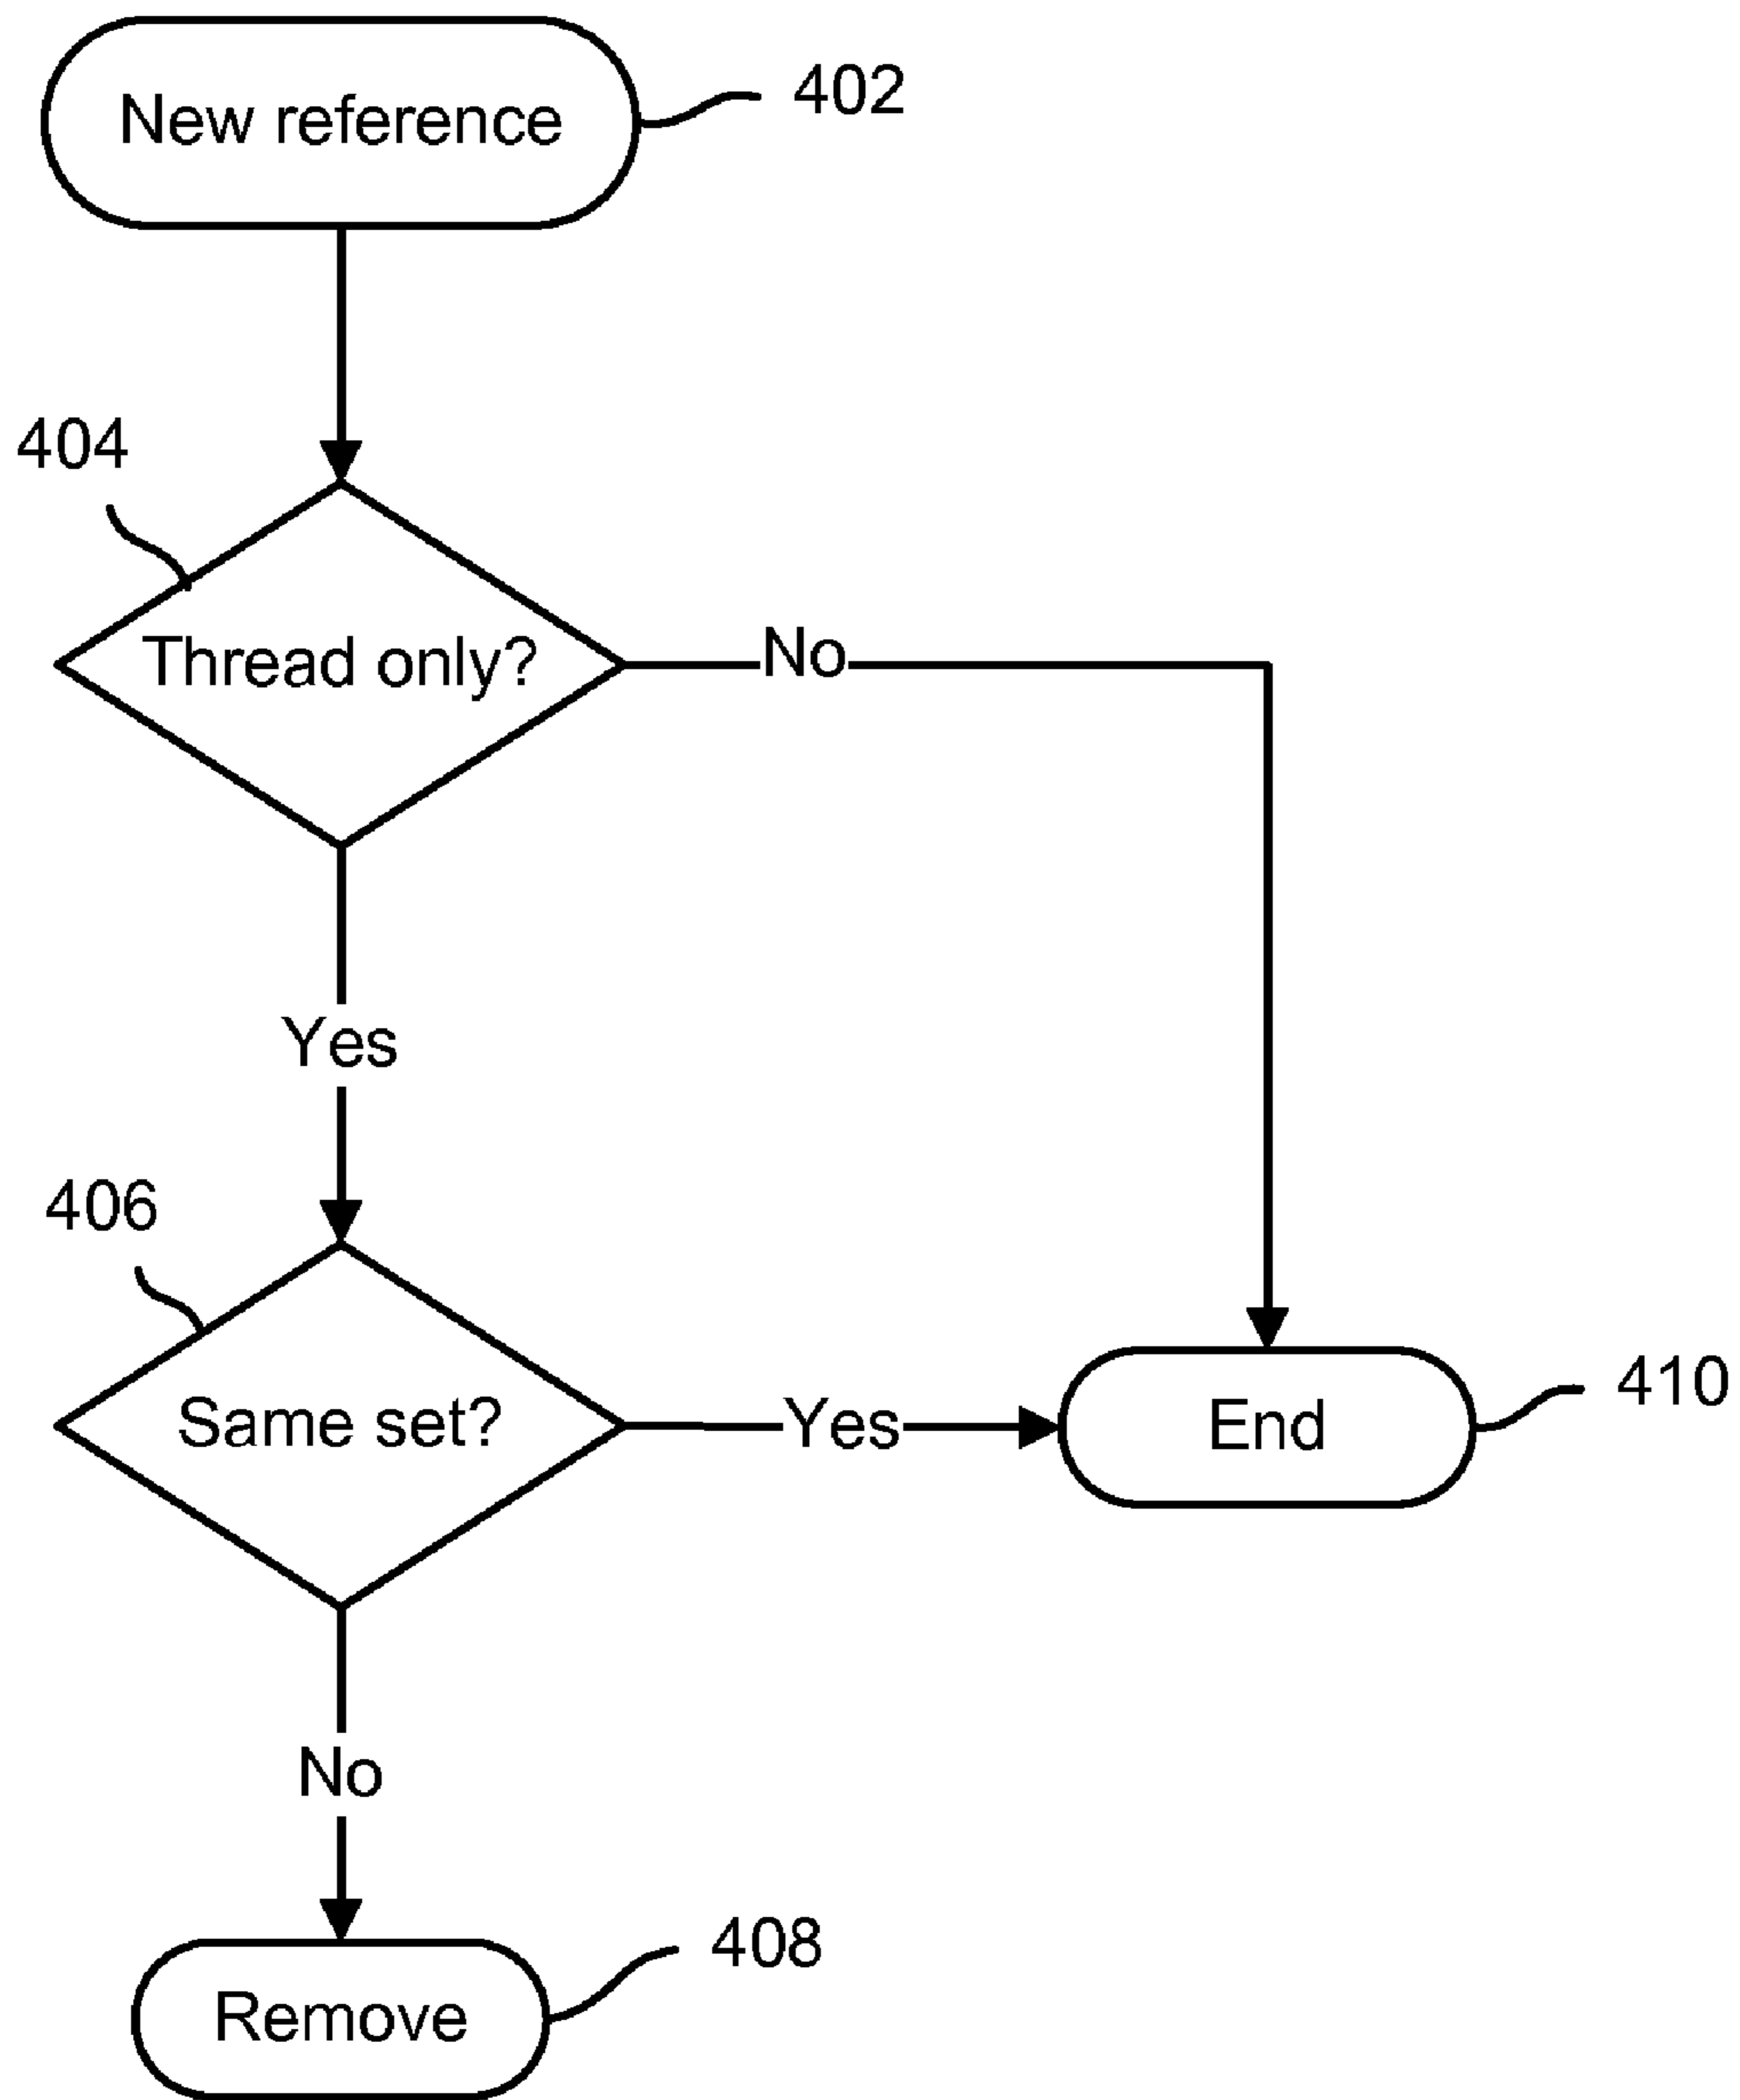 New reference
402
404
Thread only?
No
Yes
406
Same set?
Yes
End
410
No
Remove
408